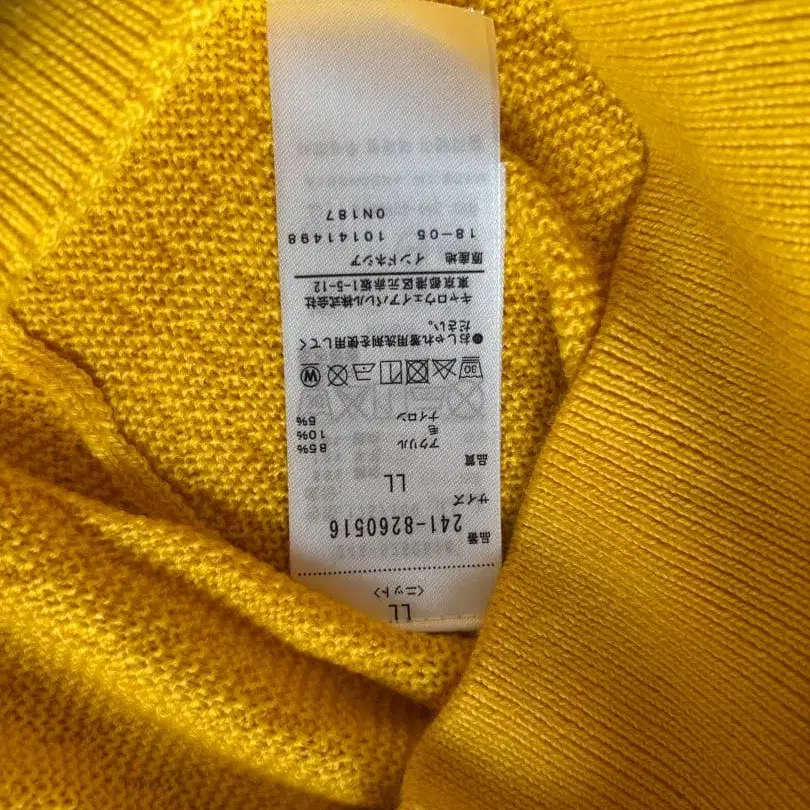 LL
〈ニット〉
品番
241-8260516
サイズ
LL
品質
アクリル 85%
毛 10%
ナイロン 5%
30 W
●おしゃれ着用洗剤を使用してく
ださい。
キャロウェイアパレル株式会社
東京都港区元赤坂1-5-12
原産地 インドネシア
18-05 10141498
0N187